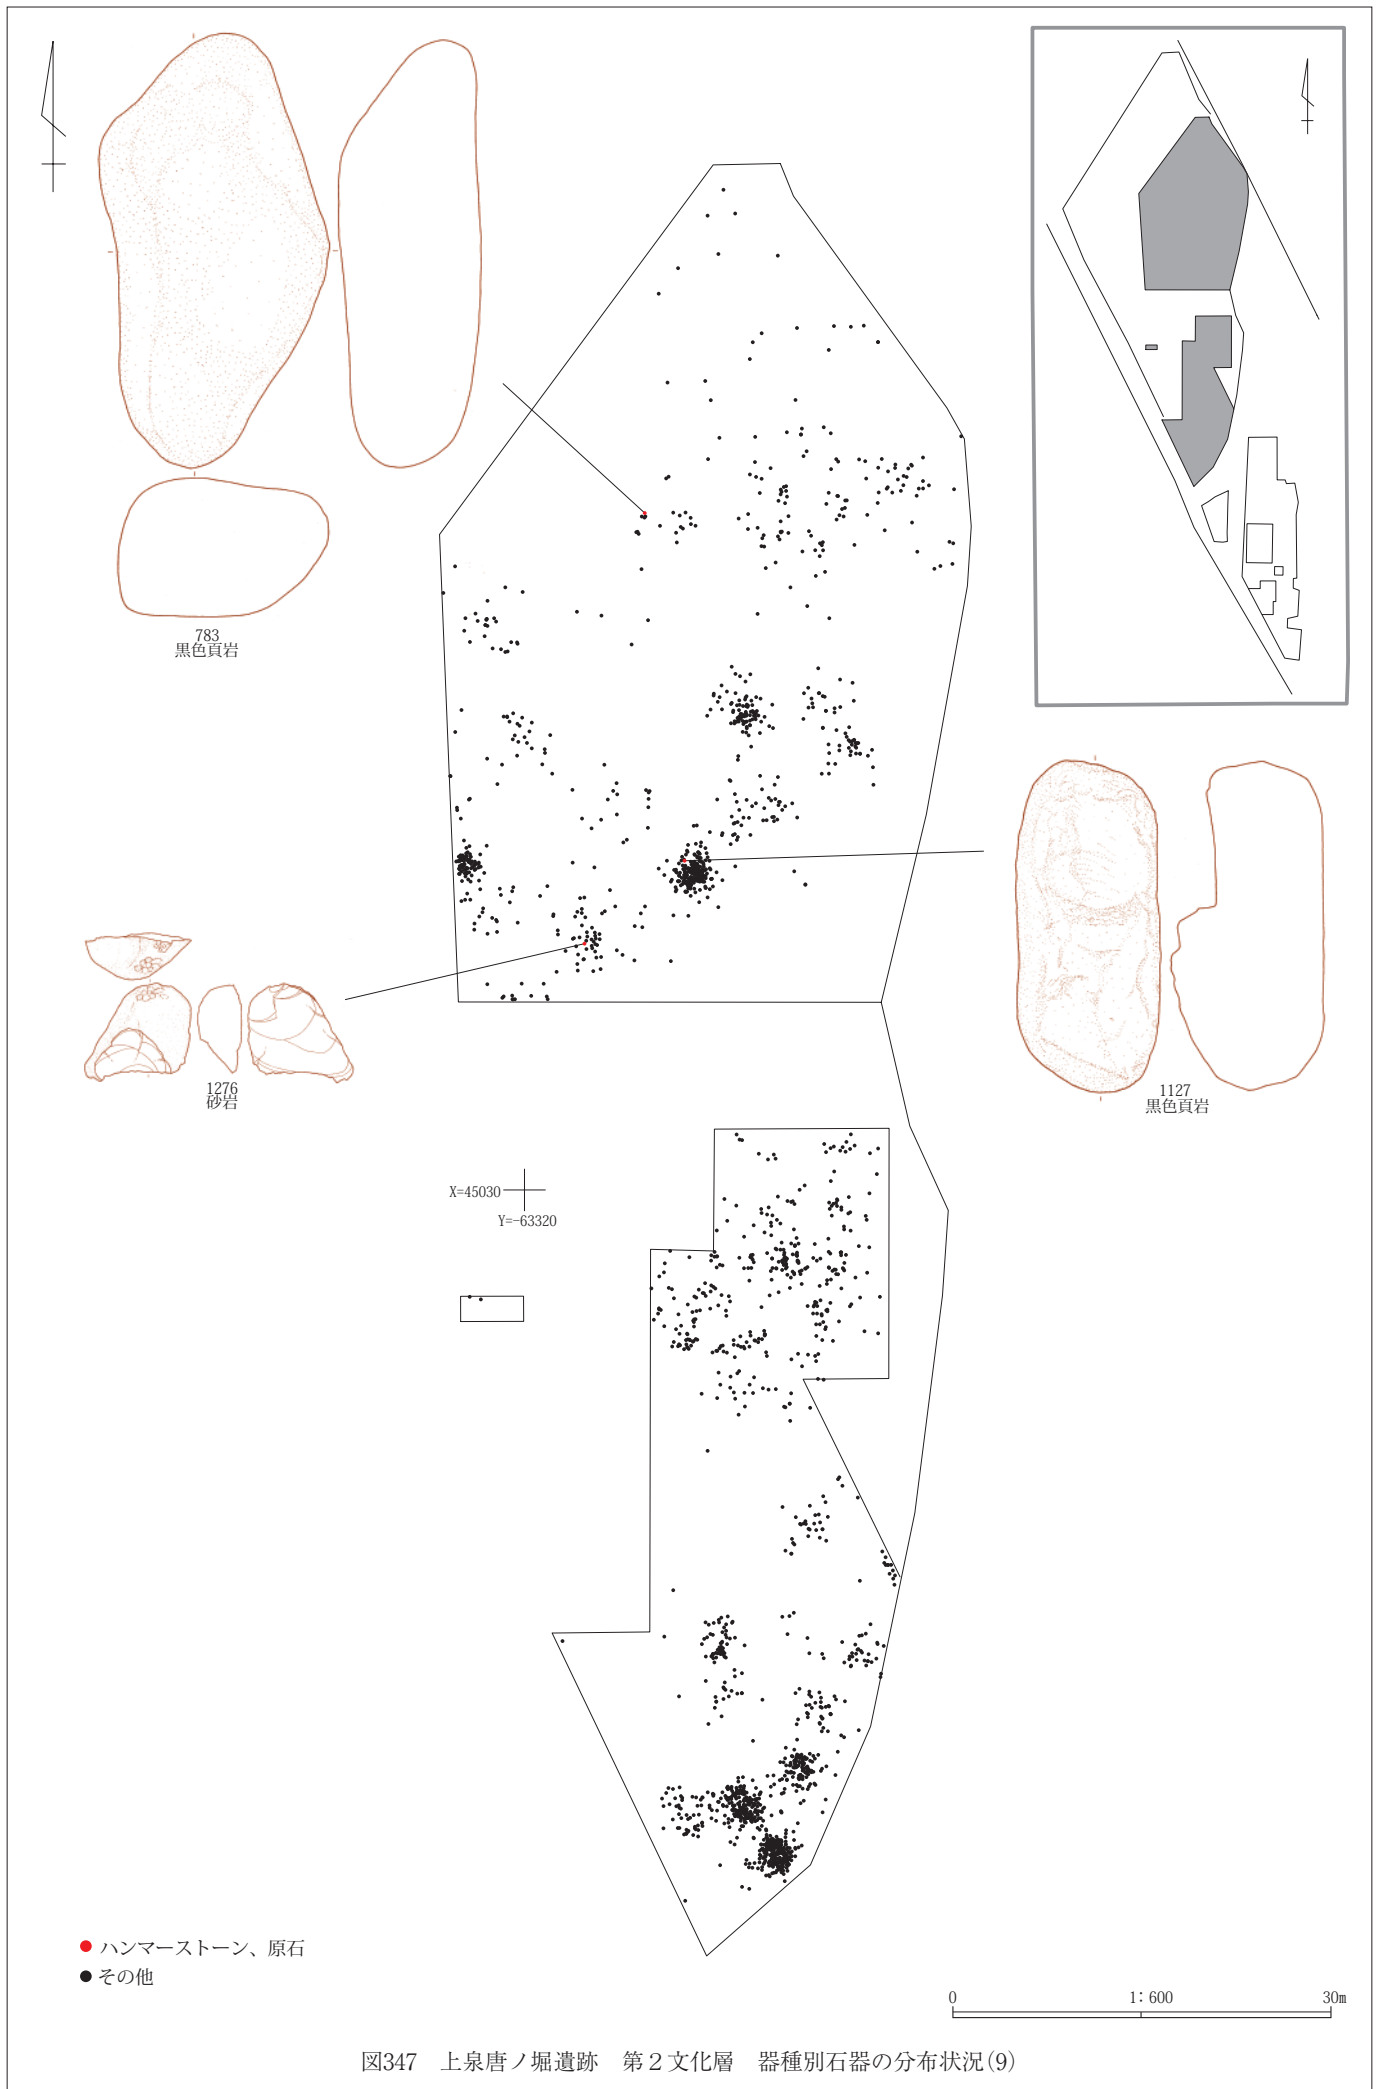 783
黒色頁岩
1276
砂岩
1127
黒色頁岩
X=45030
Y=-63320
ハンマーストーン、原石
その他
0 1:600 30m
図347 上泉唐ノ堀遺跡 第２文化層 器種別石器の分布状況(9)